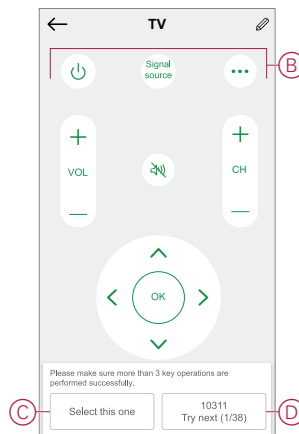 TV
B
Signal
source
VOL
CH
OK
Please make sure more than 3 key operations are
performed successfully.
C
Select this one
10311
Try next (1/38)
D